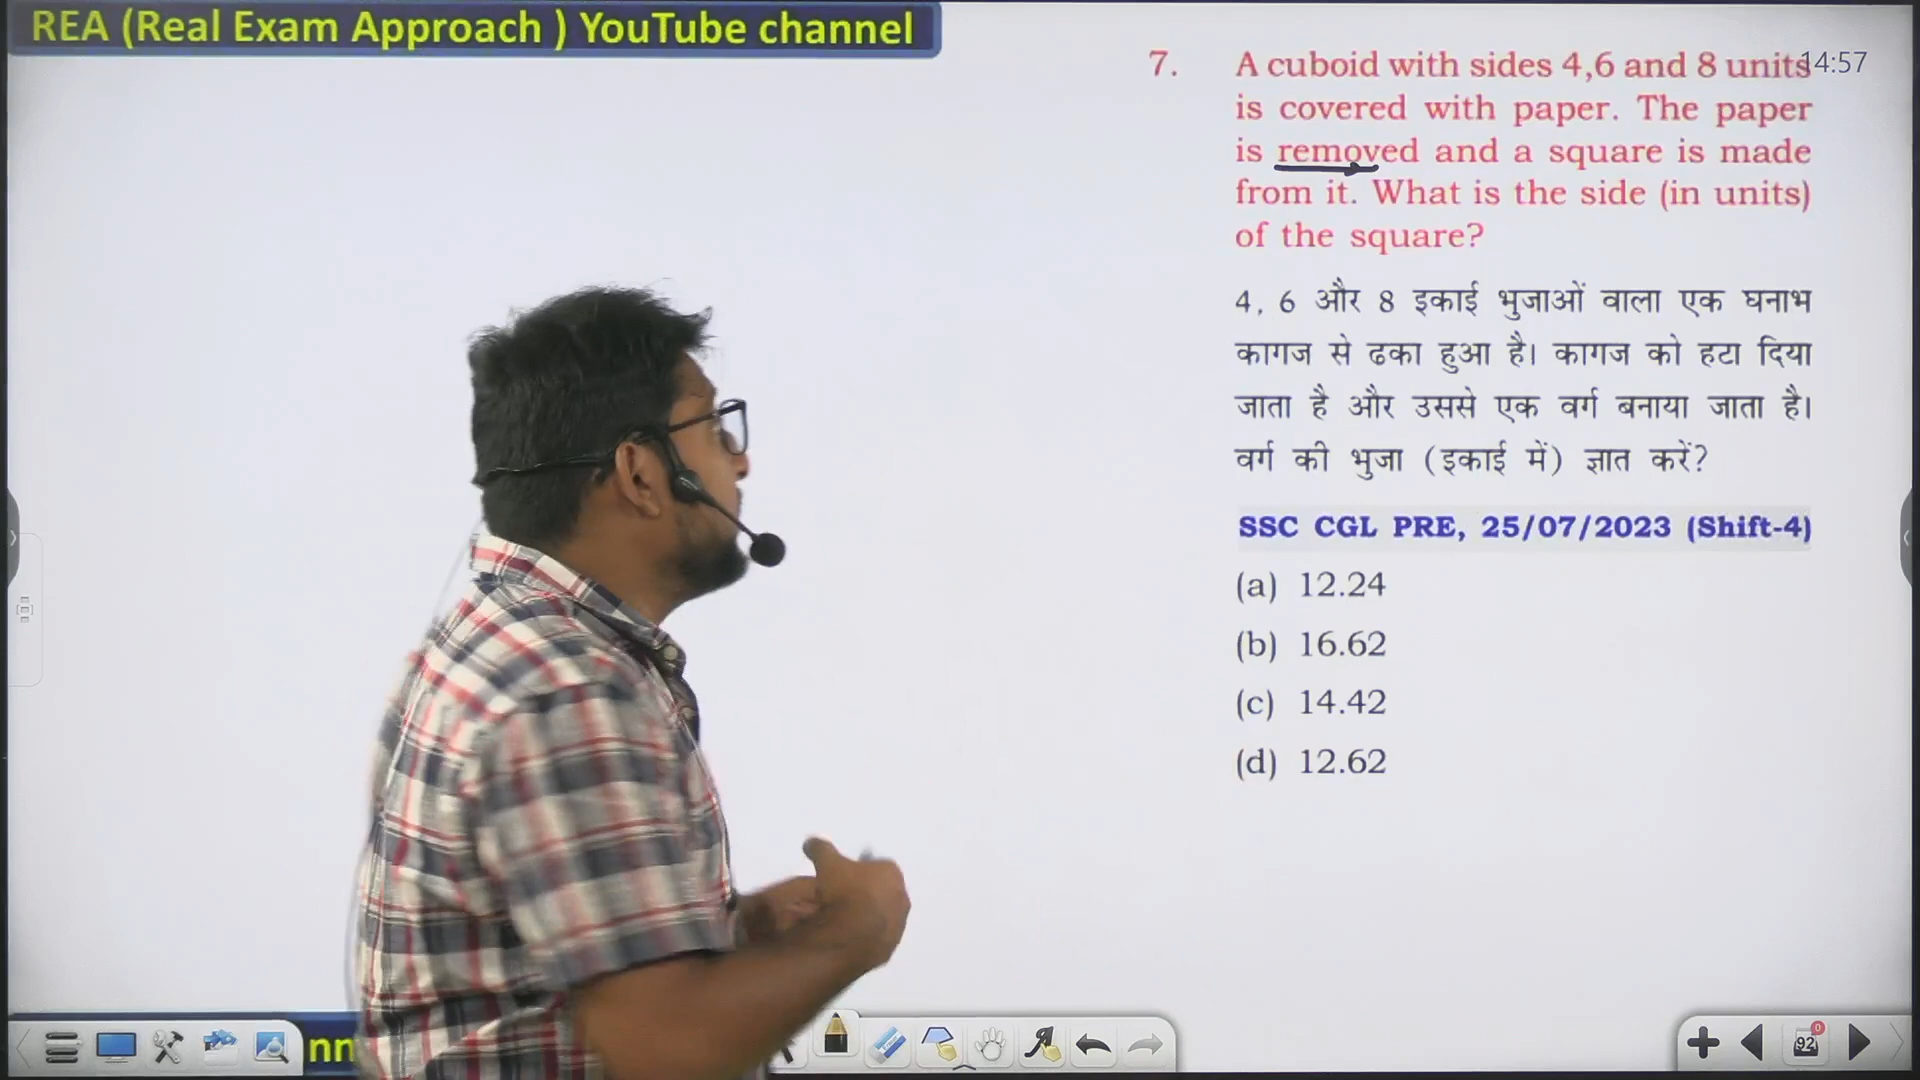 REA (Real Exam Approach ) YouTube channel
14:57
7. A cuboid with sides 4,6 and 8 units
is covered with paper. The paper
is removed and a square is made
from it. What is the side (in units)
of the square?
4, 6 और 8 इकाई भुजाओं वाला एक घनाभ
कागज से ढका हुआ है। कागज को हटा दिया
जाता है और उससे एक वर्ग बनाया जाता है।
वर्ग की भुजा (इकाई में) ज्ञात करें?
SSC CGL PRE, 25/07/2023 (Shift-4)
(a) 12.24
(b) 16.62
(c) 14.42
(d) 12.62
92
0